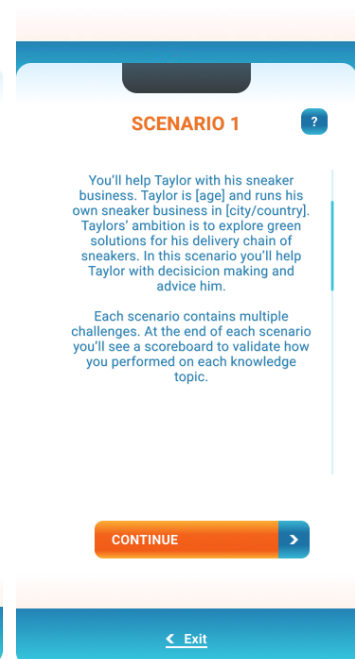 SCENARIO 1
?
You'll help Taylor with his sneaker
business. Taylor is [age] and runs his
own sneaker business in [city/country].
Taylors' ambition is to explore green
solutions for his delivery chain of
sneakers. In this scenario you'll help
Taylor with decisicion making and
advice him.
Each scenario contains multiple
challenges. At the end of each scenario
you'll see a scoreboard to validate how
you performed on each knowledge
topic.
CONTINUE
Exit